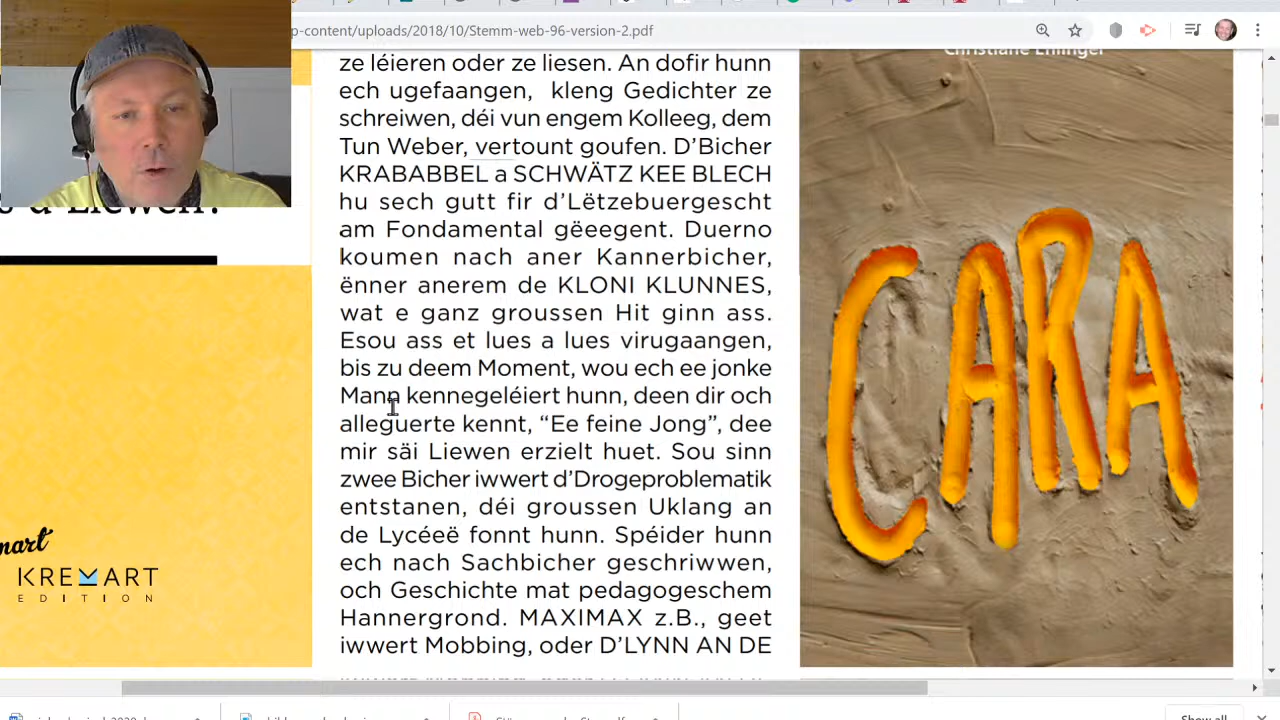 p-content/uploads/2018/10/Stemm-web-96-version-2.pdf
Christiane Ehlinger
ze léieren oder ze liesen. An dofir hunn
ech ugefaangen, kleng Gedichter ze
schreiwen, déi vun engem Kolleeg, dem
Tun Weber, vertount goufen. D’Bicher
KRABABBEL a SCHWÄTZ KEE BLECH
hu sech gutt fir d’Lëtzebuergescht
am Fondamental gëeegent. Duerno
koumen nach aner Kannerbicher,
ënner anerem de KLONI KLUNNES,
wat e ganz groussen Hit ginn ass.
Esou ass et lues a lues virugaangen,
bis zu deem Moment, wou ech ee jonke
Mann kennegeléiert hunn, deen dir och
alleguerte kennt, “Ee feine Jong”, dee
mir säi Liewen erzielt huet. Sou sinn
zwee Bicher iwwert d’Drogeproblematik
entstanen, déi groussen Uklang an
de Lycéeë fonnt hunn. Spéider hunn
ech nach Sachbicher geschriwwen,
och Geschichte mat pedagogeschem
Hannergrond. MAXIMAX z.B., geet
iwwert Mobbing, oder D’LYNN AN DE
CARA
KREMART
EDITION
Show all